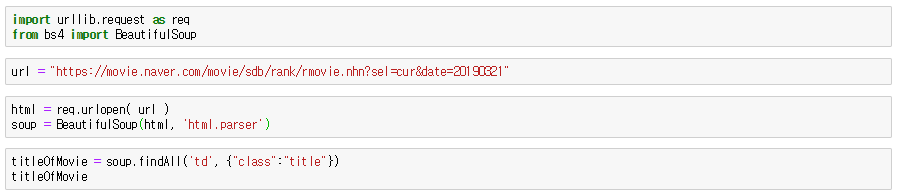 import urllib.request as req
from bs4 import BeautifulSoup
url = "https://movie.naver.com/movie/sdb/rank/rmovie.nhn?sel=cur&date=20190321"
html = req.urlopen( url )
soup = BeautifulSoup(html, 'html.parser')
titleOfMovie = soup.findAll('td', {"class":"title"})
titleOfMovie